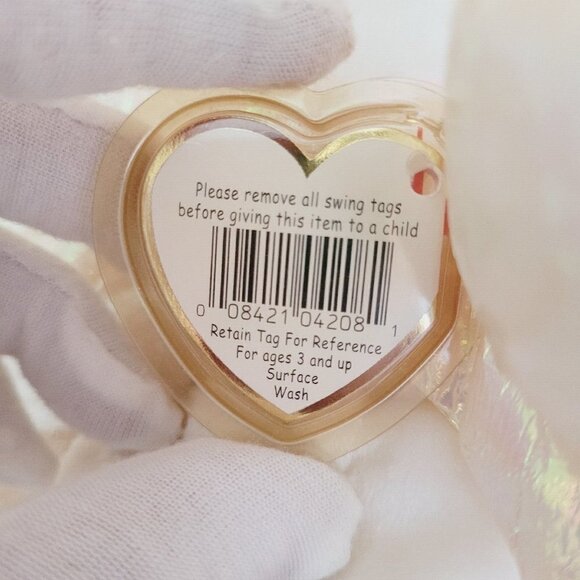 Please remove all swing tags
before giving this item to a child
0 08421 04208 1
Retain Tag For Reference
For ages 3 and up
Surface
Wash